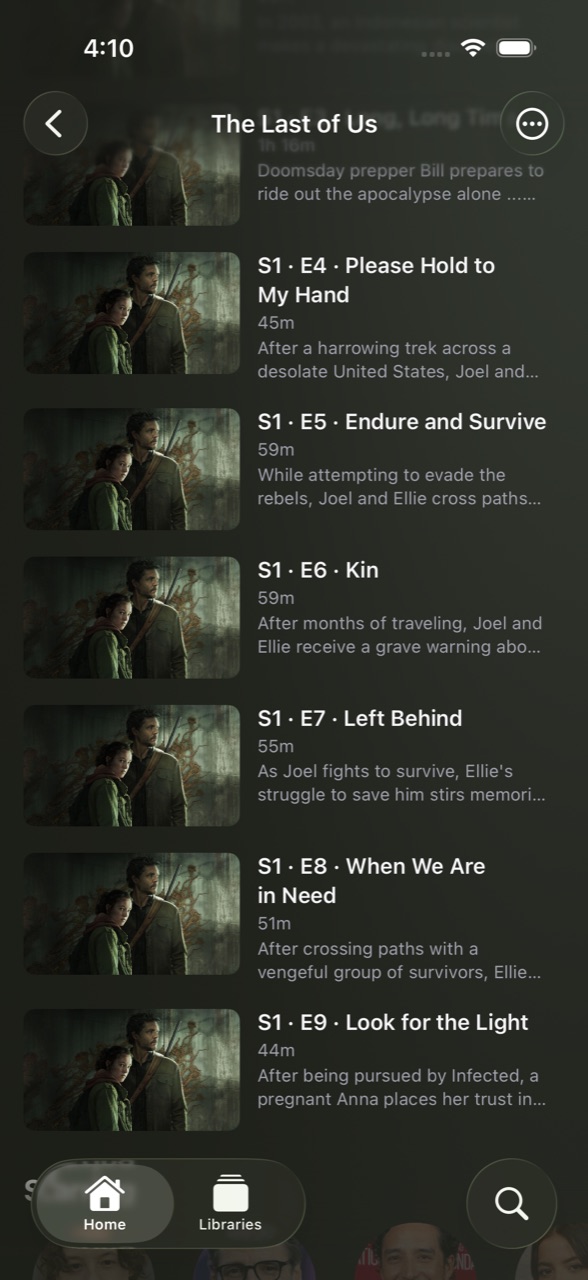 4:10
The Last of Us
1h 16m
Doomsday prepper Bill prepares to
ride out the apocalypse alone ......
S1 · E4 · Please Hold to
My Hand
45m
After a harrowing trek across a
desolate United States, Joel and...
S1 · E5 · Endure and Survive
59m
While attempting to evade the
rebels, Joel and Ellie cross paths...
S1 · E6 · Kin
59m
After months of traveling, Joel and
Ellie receive a grave warning abo...
S1 · E7 · Left Behind
55m
As Joel fights to survive, Ellie's
struggle to save him stirs memori...
S1 · E8 · When We Are
in Need
51m
After crossing paths with a
vengeful group of survivors, Ellie...
S1 · E9 · Look for the Light
44m
After being pursued by Infected, a
pregnant Anna places her trust in...
Home
Libraries